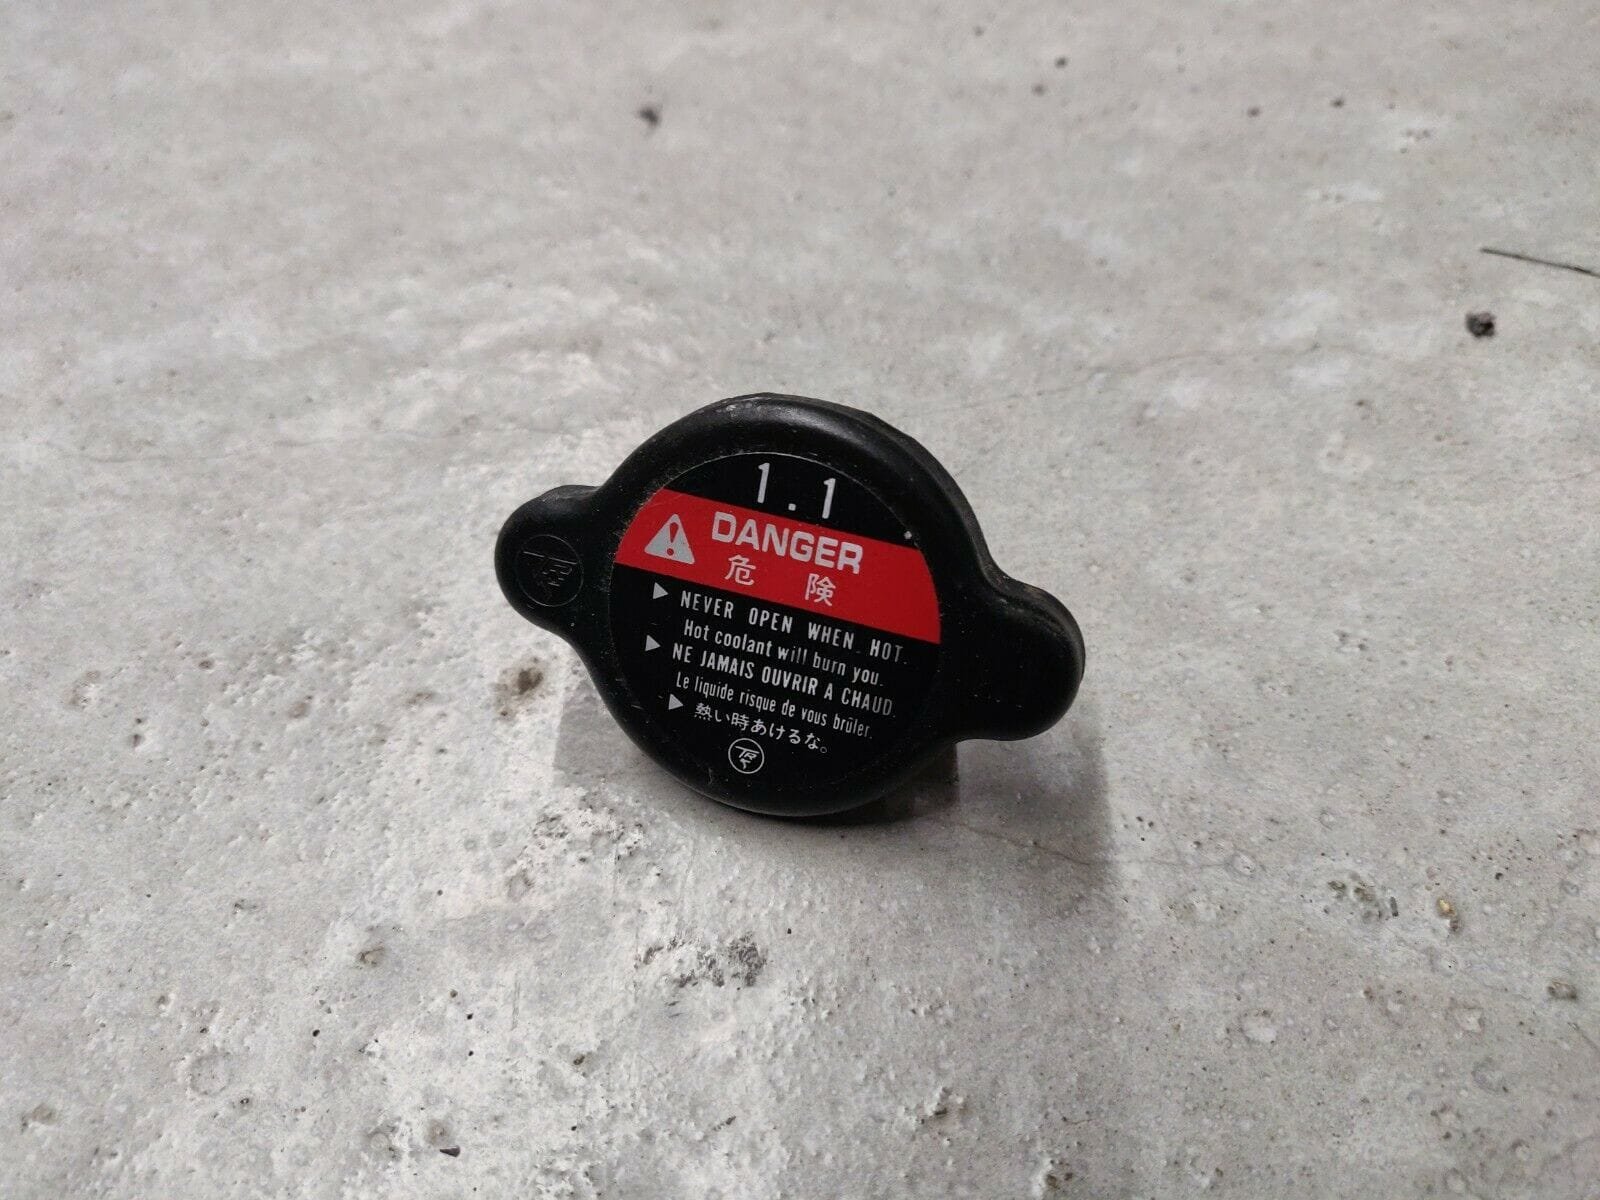 1.1
DANGER
危険
NEVER OPEN WHEN HOT.
Hot coolant will burn you.
NE JAMAIS OUVRIR À CHAUD.
Le liquide risque de vous brûler.
熱い時あけるな。